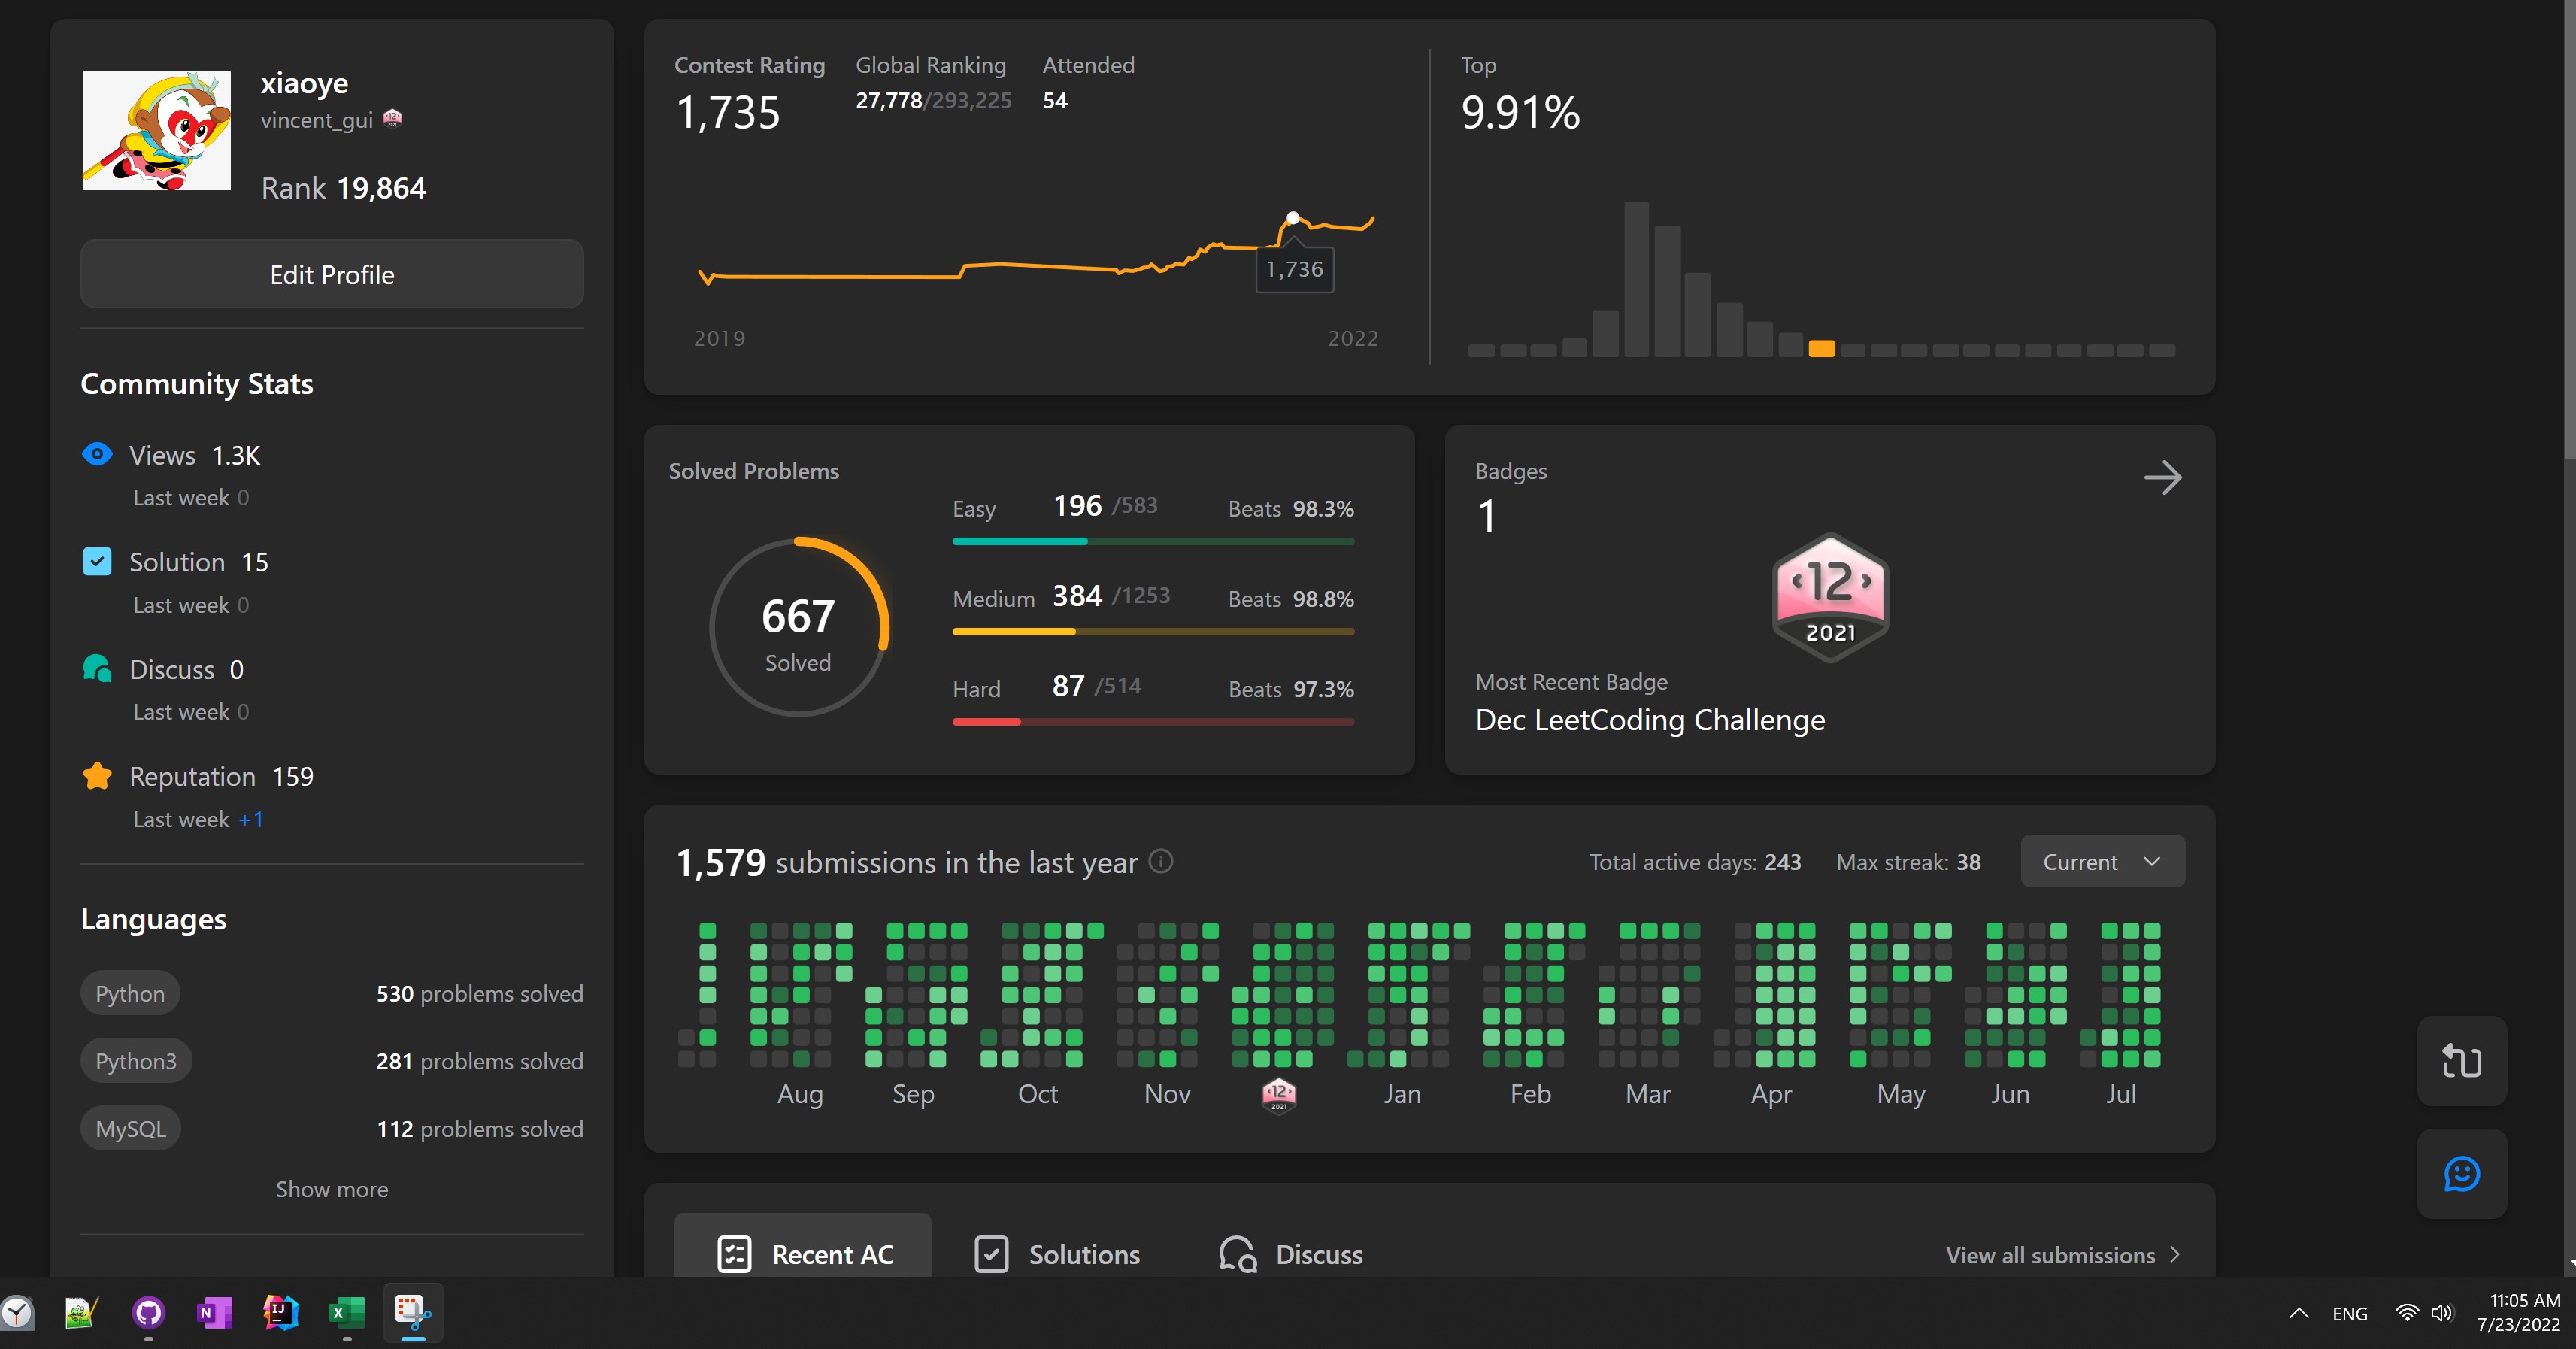 xiaoye
vincent_gui
Rank 19,864
Edit Profile
Community Stats
Views 1.3K
Last week 0
Solution 15
Last week 0
Discuss 0
Last week 0
Reputation 159
Last week +1
Languages
Python 530 problems solved
Python3 281 problems solved
MySQL 112 problems solved
Show more
Contest Rating Global Ranking Attended
1,735 27,778/293,225 54
1,736
2019 2022
Top
9.91%
Solved Problems
667
Solved
Easy 196 /583 Beats 98.3%
Medium 384 /1253 Beats 98.8%
Hard 87 /514 Beats 97.3%
Badges
1
‹12›
2021
Most Recent Badge
Dec LeetCoding Challenge
1,579 submissions in the last year Total active days: 243 Max streak: 38 Current
Aug Sep Oct Nov ‹12› 2021 Jan Feb Mar Apr May Jun Jul
Recent AC Solutions Discuss View all submissions
N IJ X ENG 11:05 AM
7/23/2022